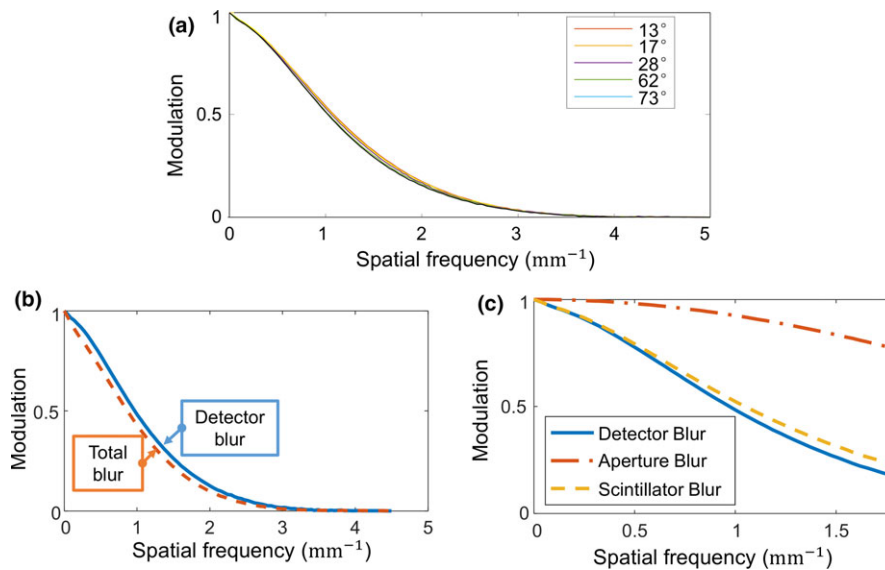 (a)
1
0.5
0
Modulation
0 1 2 3 4 5
Spatial frequency (mm⁻¹)
13°
17°
28°
62°
73°
(b)
1
0.5
0
Modulation
0 1 2 3 4 5
Spatial frequency (mm⁻¹)
Detector
blur
Total
blur
(c)
1
0.5
0
Modulation
0 0.5 1 1.5
Spatial frequency (mm⁻¹)
Detector Blur
Aperture Blur
Scintillator Blur